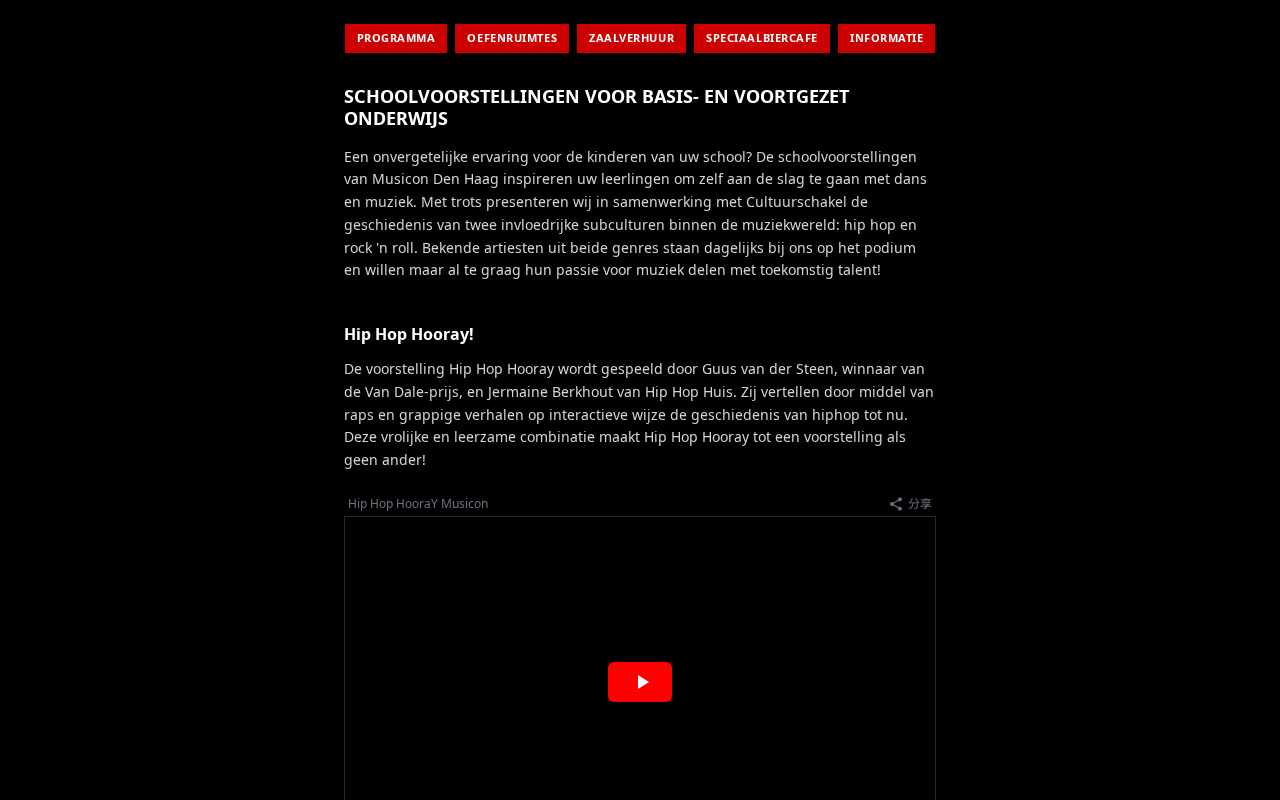 PROGRAMMA OEFENRUIMTES ZAALVERHUUR SPECIAALBIERCAFE INFORMATIE
SCHOOLVOORSTELLINGEN VOOR BASIS- EN VOORTGEZET
ONDERWIJS
Een onvergetelijke ervaring voor de kinderen van uw school? De schoolvoorstellingen
van Musicon Den Haag inspireren uw leerlingen om zelf aan de slag te gaan met dans
en muziek. Met trots presenteren wij in samenwerking met Cultuurschakel de
geschiedenis van twee invloedrijke subculturen binnen de muziekwereld: hip hop en
rock 'n roll. Bekende artiesten uit beide genres staan dagelijks bij ons op het podium
en willen maar al te graag hun passie voor muziek delen met toekomstig talent!
Hip Hop Hooray!
De voorstelling Hip Hop Hooray wordt gespeeld door Guus van der Steen, winnaar van
de Van Dale-prijs, en Jermaine Berkhout van Hip Hop Huis. Zij vertellen door middel van
raps en grappige verhalen op interactieve wijze de geschiedenis van hiphop tot nu.
Deze vrolijke en leerzame combinatie maakt Hip Hop Hooray tot een voorstelling als
geen ander!
Hip Hop HooraY Musicon 分享